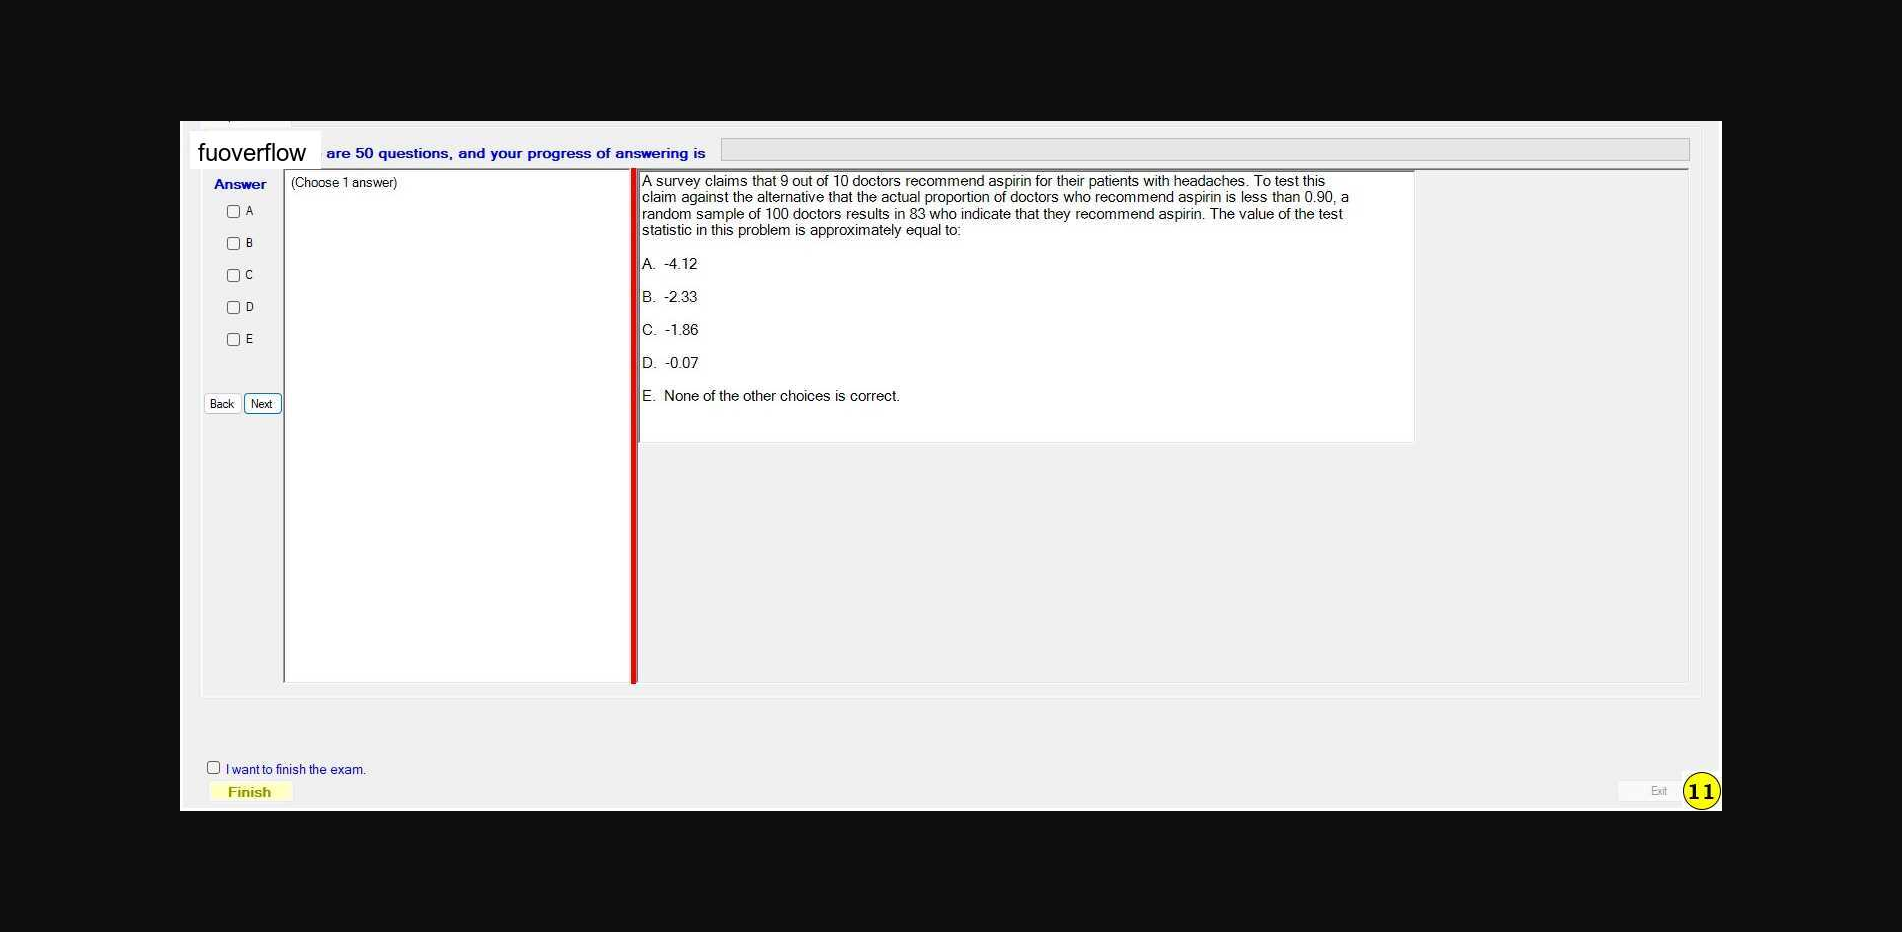 fuoverflow are 50 questions, and your progress of answering is
Answer
(Choose 1 answer)
A
B
C
D
E
Back Next
A survey claims that 9 out of 10 doctors recommend aspirin for their patients with headaches. To test this
claim against the alternative that the actual proportion of doctors who recommend aspirin is less than 0.90, a
random sample of 100 doctors results in 83 who indicate that they recommend aspirin. The value of the test
statistic in this problem is approximately equal to:
A. -4.12
B. -2.33
C. -1.86
D. -0.07
E. None of the other choices is correct.
I want to finish the exam.
Finish
Exit
11